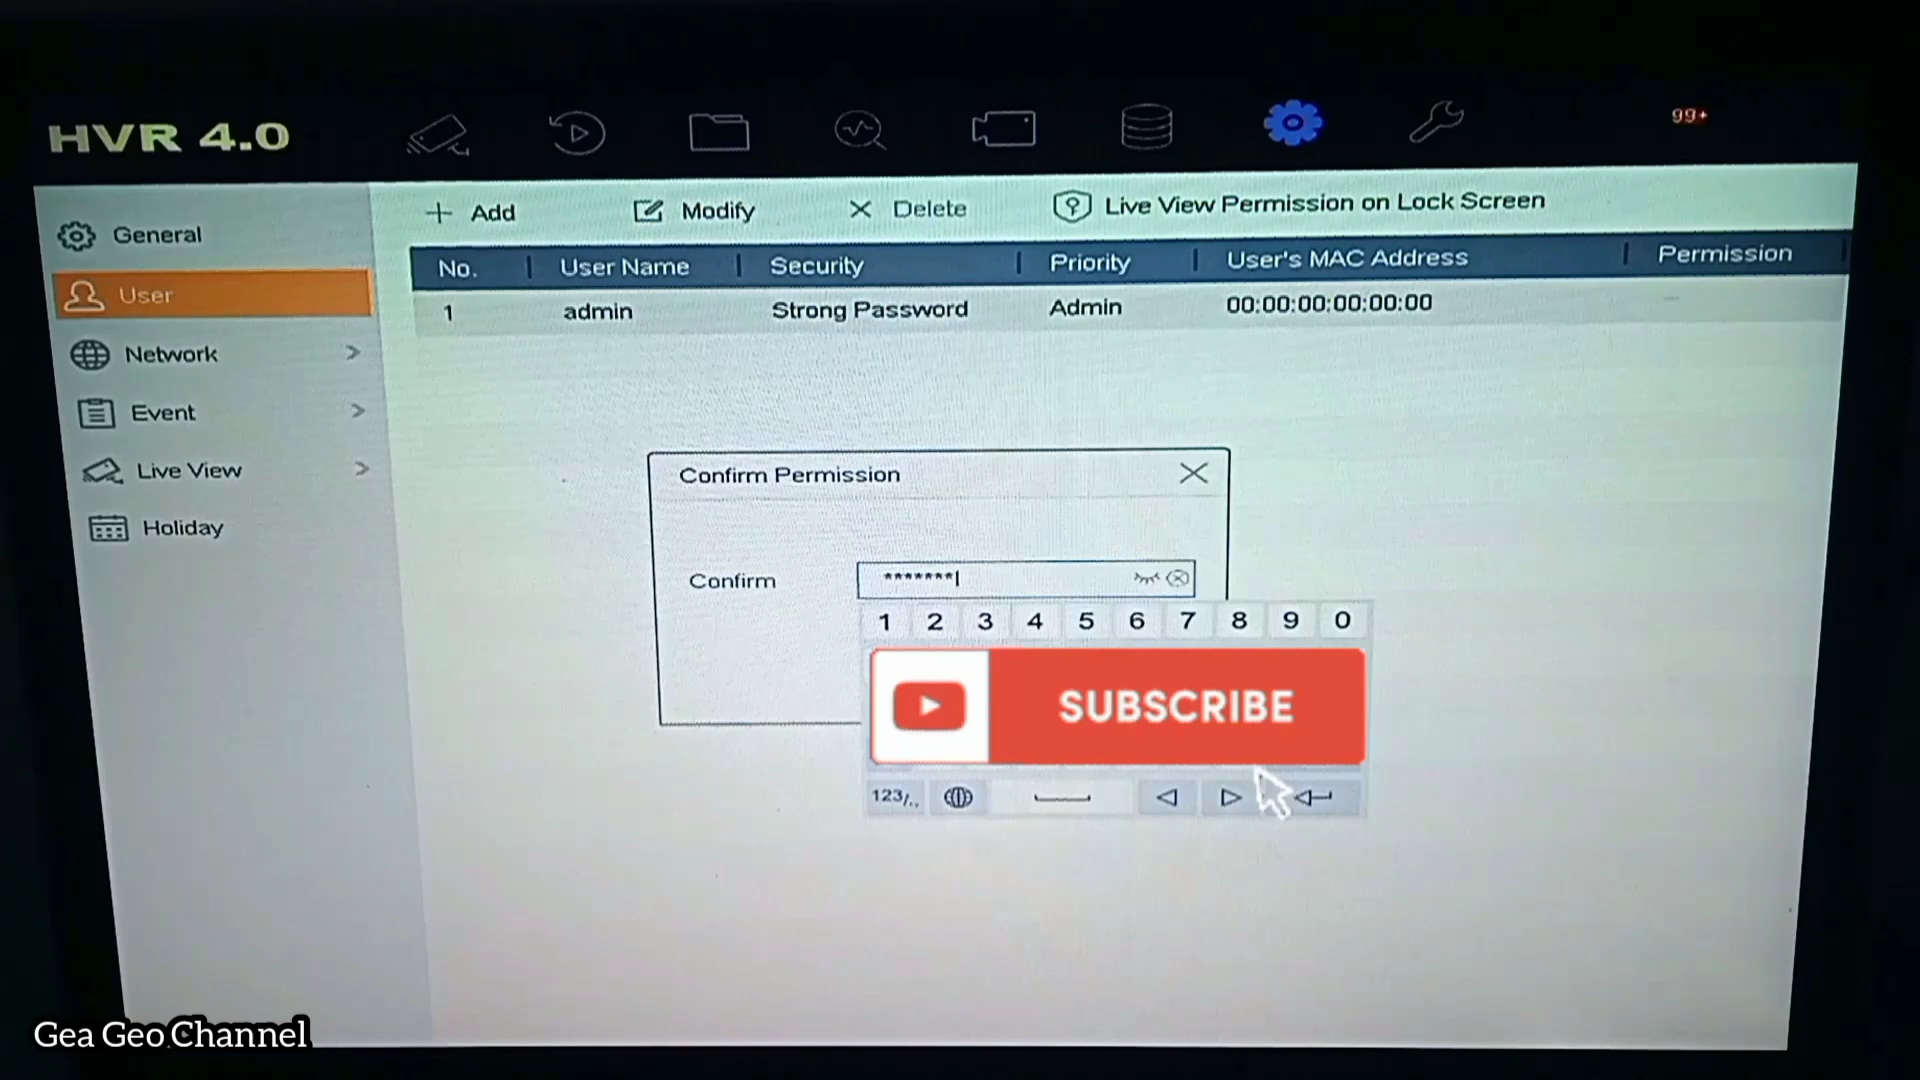 HVR 4.0
99+
General
User
Network
Event
Live View
Holiday
Add Modify Delete Live View Permission on Lock Screen
No. User Name Security Priority User's MAC Address Permission
1 admin Strong Password Admin 00:00:00:00:00:00
Confirm Permission
Confirm *******
1 2 3 4 5 6 7 8 9 0
SUBSCRIBE
123/.,
Gea Geo Channel